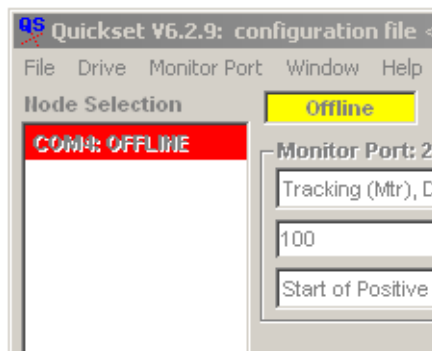 QS Quickset V6.2.9: configuration file <
File Drive Monitor Port Window Help
Node Selection
Offline
COM4: OFFLINE
Monitor Port: 2
Tracking (Mtr), D
100
Start of Positive